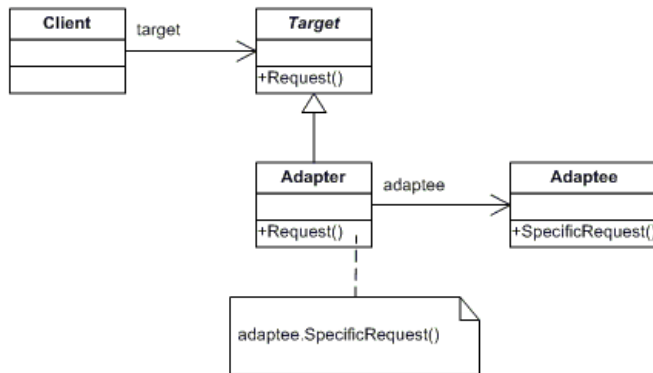 Client
target
Target
+Request()
Adapter
adaptee
Adaptee
+Request()
+SpecificRequest()
adaptee.SpecificRequest()